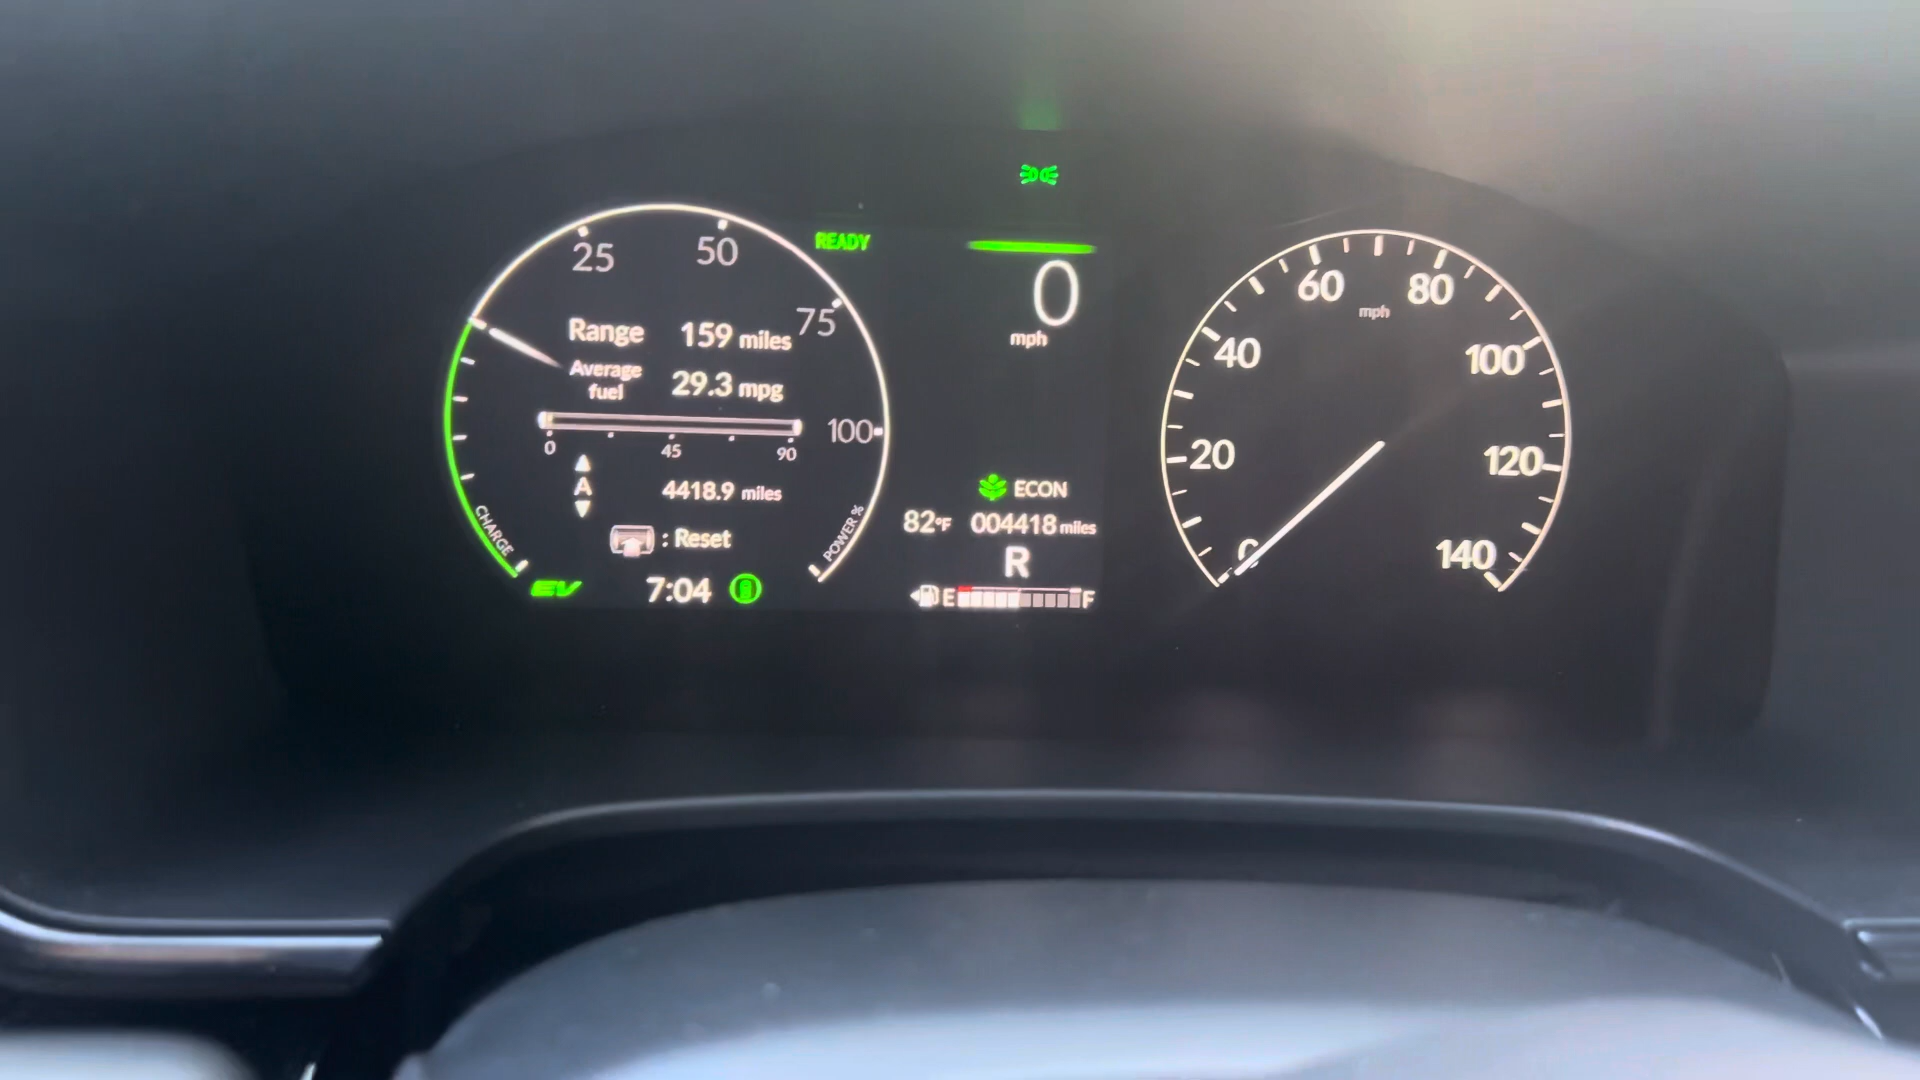 25
50
75
100
Range 159 miles
Average fuel 29.3 mpg
0 45 90
A 4418.9 miles
: Reset
CHARGE
POWER %
EV
7:04
READY
0
mph
ECON
82°F 004418 miles
R
E F
0
20
40
60
80
100
120
140
mph